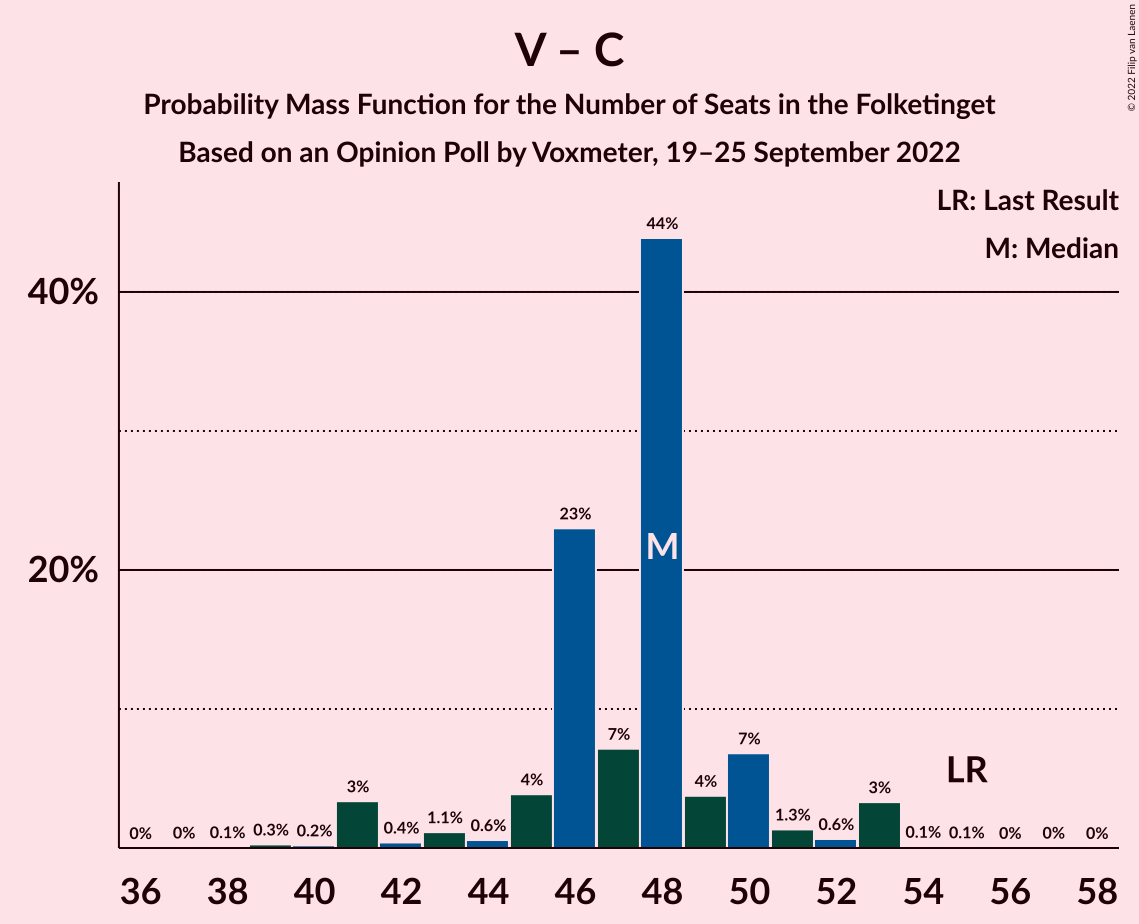 V – C
Probability Mass Function for the Number of Seats in the Folketinget
Based on an Opinion Poll by Voxmeter, 19–25 September 2022
© 2022 Filip van Laenen
LR: Last Result
M: Median
44%
40%
23%
M
20%
7%
7%
LR
4%
4%
3%
3%
1.1%
1.3%
0.6%
0.6%
0.4%
0.3%
0.2%
0%
0%
0.1%
0.1%
0.1%
0%
0%
0%
36 38 40 42 44 46 48 50 52 54 56 58